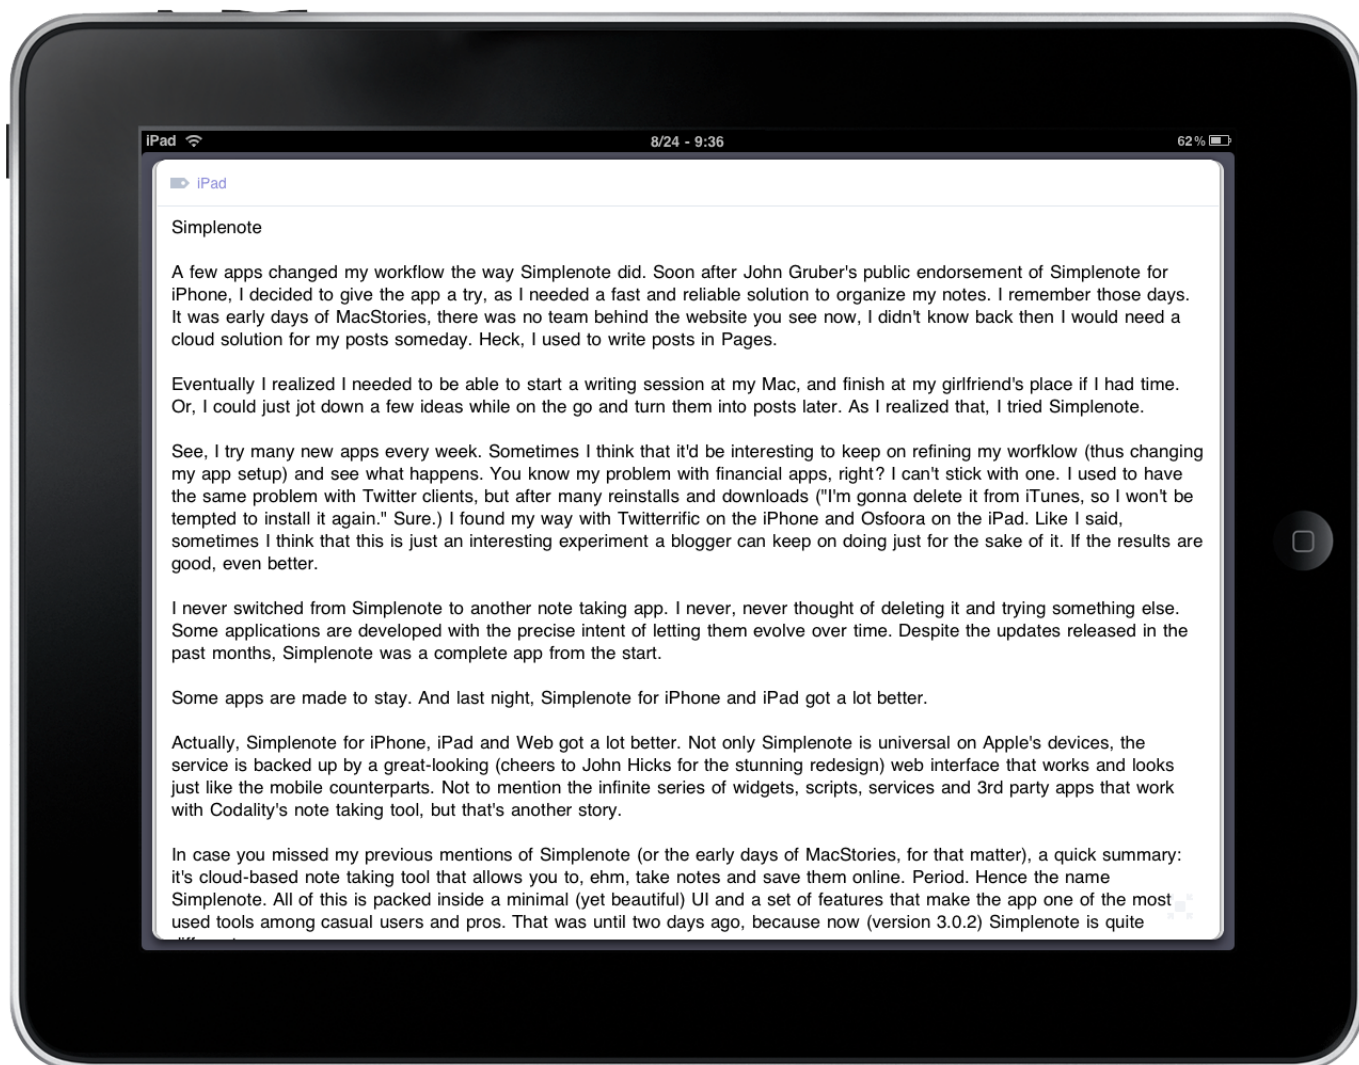 iPad
8/24 - 9:36
62%
iPad
Simplenote
A few apps changed my workflow the way Simplenote did. Soon after John Gruber's public endorsement of Simplenote for
iPhone, I decided to give the app a try, as I needed a fast and reliable solution to organize my notes. I remember those days.
It was early days of MacStories, there was no team behind the website you see now, I didn't know back then I would need a
cloud solution for my posts someday. Heck, I used to write posts in Pages.
Eventually I realized I needed to be able to start a writing session at my Mac, and finish at my girlfriend's place if I had time.
Or, I could just jot down a few ideas while on the go and turn them into posts later. As I realized that, I tried Simplenote.
See, I try many new apps every week. Sometimes I think that it'd be interesting to keep on refining my worfklow (thus changing
my app setup) and see what happens. You know my problem with financial apps, right? I can't stick with one. I used to have
the same problem with Twitter clients, but after many reinstalls and downloads ("I'm gonna delete it from iTunes, so I won't be
tempted to install it again." Sure.) I found my way with Twitterrific on the iPhone and Osfoora on the iPad. Like I said,
sometimes I think that this is just an interesting experiment a blogger can keep on doing just for the sake of it. If the results are
good, even better.
I never switched from Simplenote to another note taking app. I never, never thought of deleting it and trying something else.
Some applications are developed with the precise intent of letting them evolve over time. Despite the updates released in the
past months, Simplenote was a complete app from the start.
Some apps are made to stay. And last night, Simplenote for iPhone and iPad got a lot better.
Actually, Simplenote for iPhone, iPad and Web got a lot better. Not only Simplenote is universal on Apple's devices, the
service is backed up by a great-looking (cheers to John Hicks for the stunning redesign) web interface that works and looks
just like the mobile counterparts. Not to mention the infinite series of widgets, scripts, services and 3rd party apps that work
with Codality's note taking tool, but that's another story.
In case you missed my previous mentions of Simplenote (or the early days of MacStories, for that matter), a quick summary:
it's cloud-based note taking tool that allows you to, ehm, take notes and save them online. Period. Hence the name
Simplenote. All of this is packed inside a minimal (yet beautiful) UI and a set of features that make the app one of the most
used tools among casual users and pros. That was until two days ago, because now (version 3.0.2) Simplenote is quite